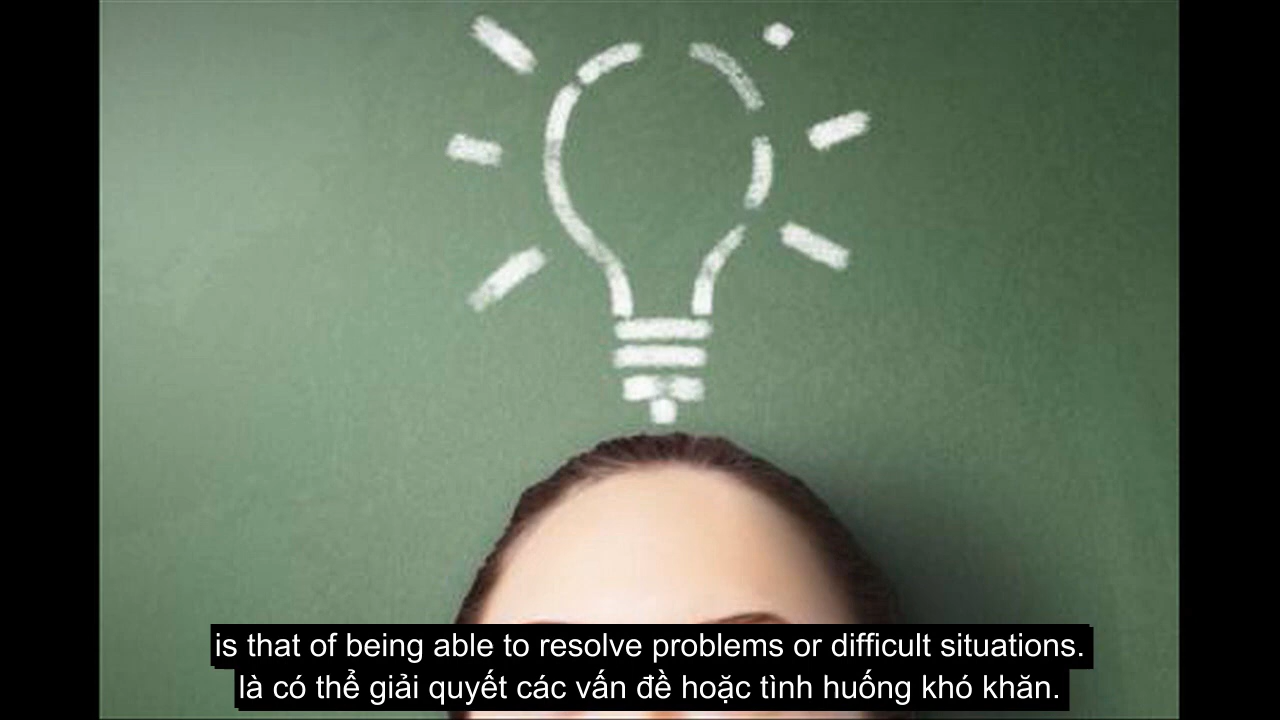 is that of being able to resolve problems or difficult situations.
là có thể giải quyết các vấn đề hoặc tình huống khó khăn.